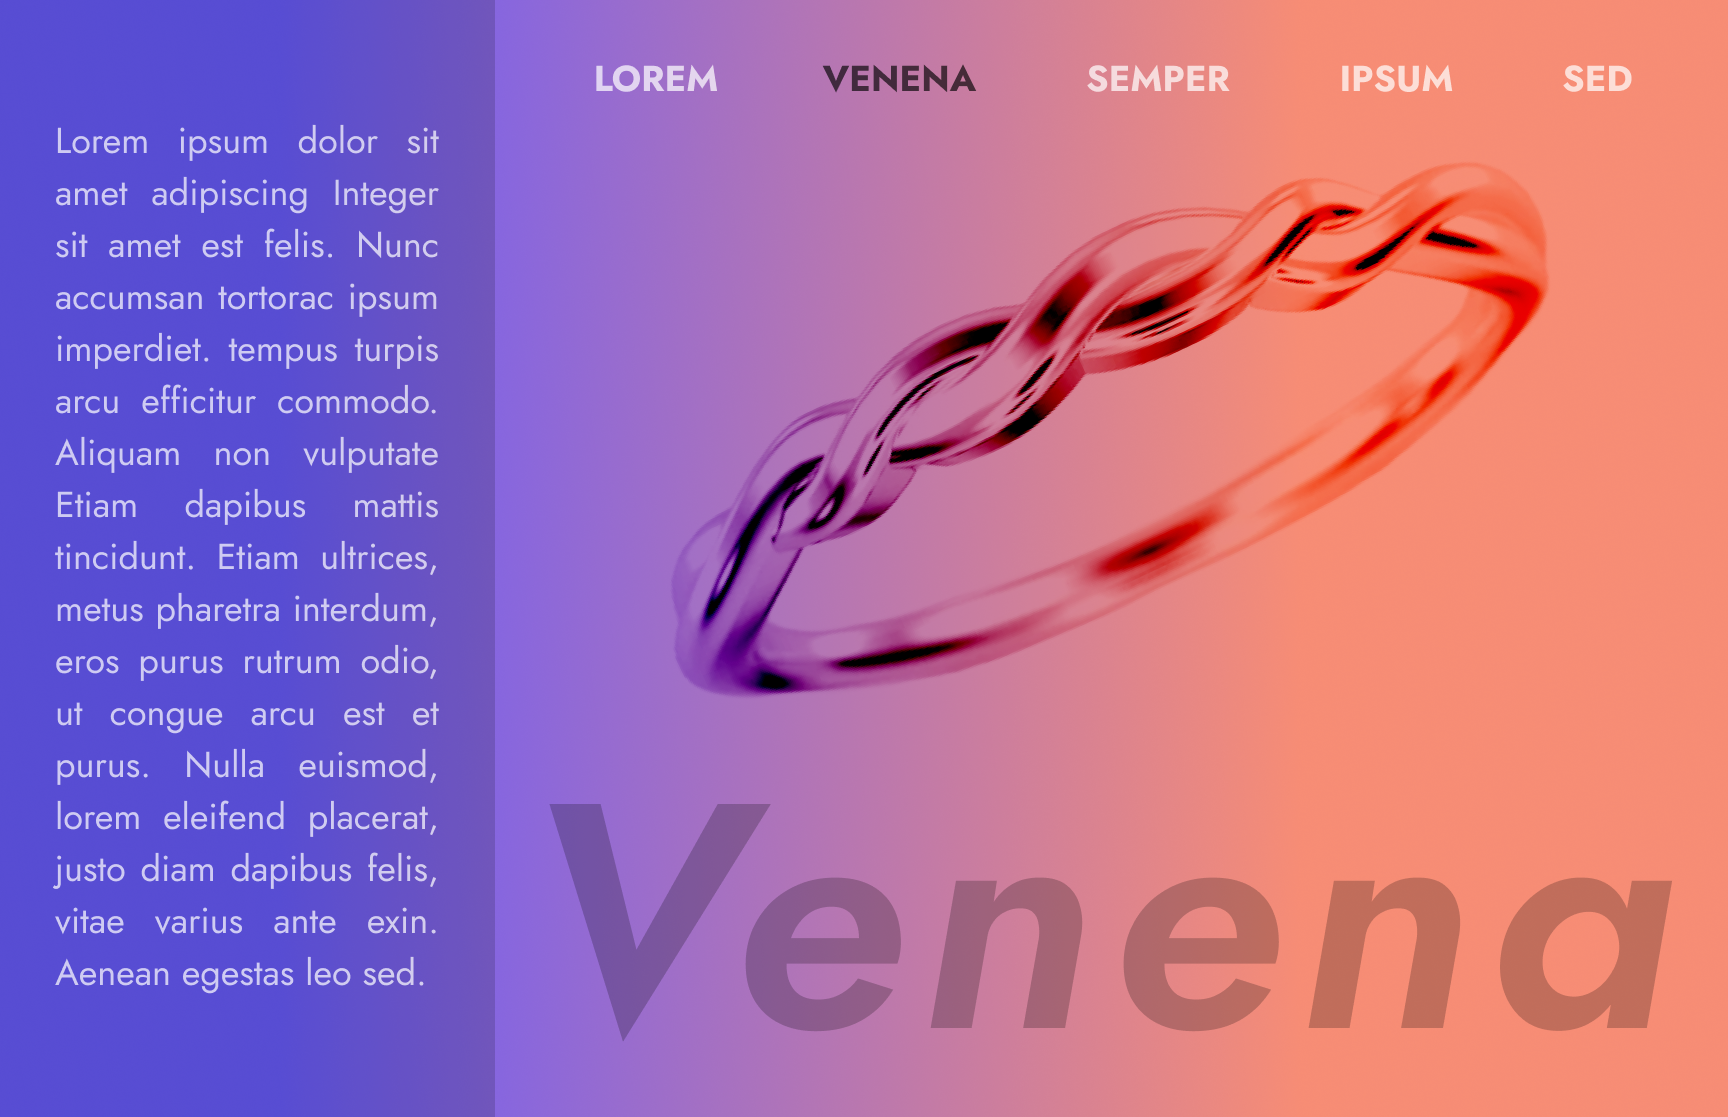 LOREM VENENA SEMPER IPSUM SED
Lorem ipsum dolor sit
amet adipiscing Integer
sit amet est felis. Nunc
accumsan tortorac ipsum
imperdiet. tempus turpis
arcu efficitur commodo.
Aliquam non vulputate
Etiam dapibus mattis
tincidunt. Etiam ultrices,
metus pharetra interdum,
eros purus rutrum odio,
ut congue arcu est et
purus. Nulla euismod,
lorem eleifend placerat,
justo diam dapibus felis,
vitae varius ante exin.
Aenean egestas leo sed.
Venena